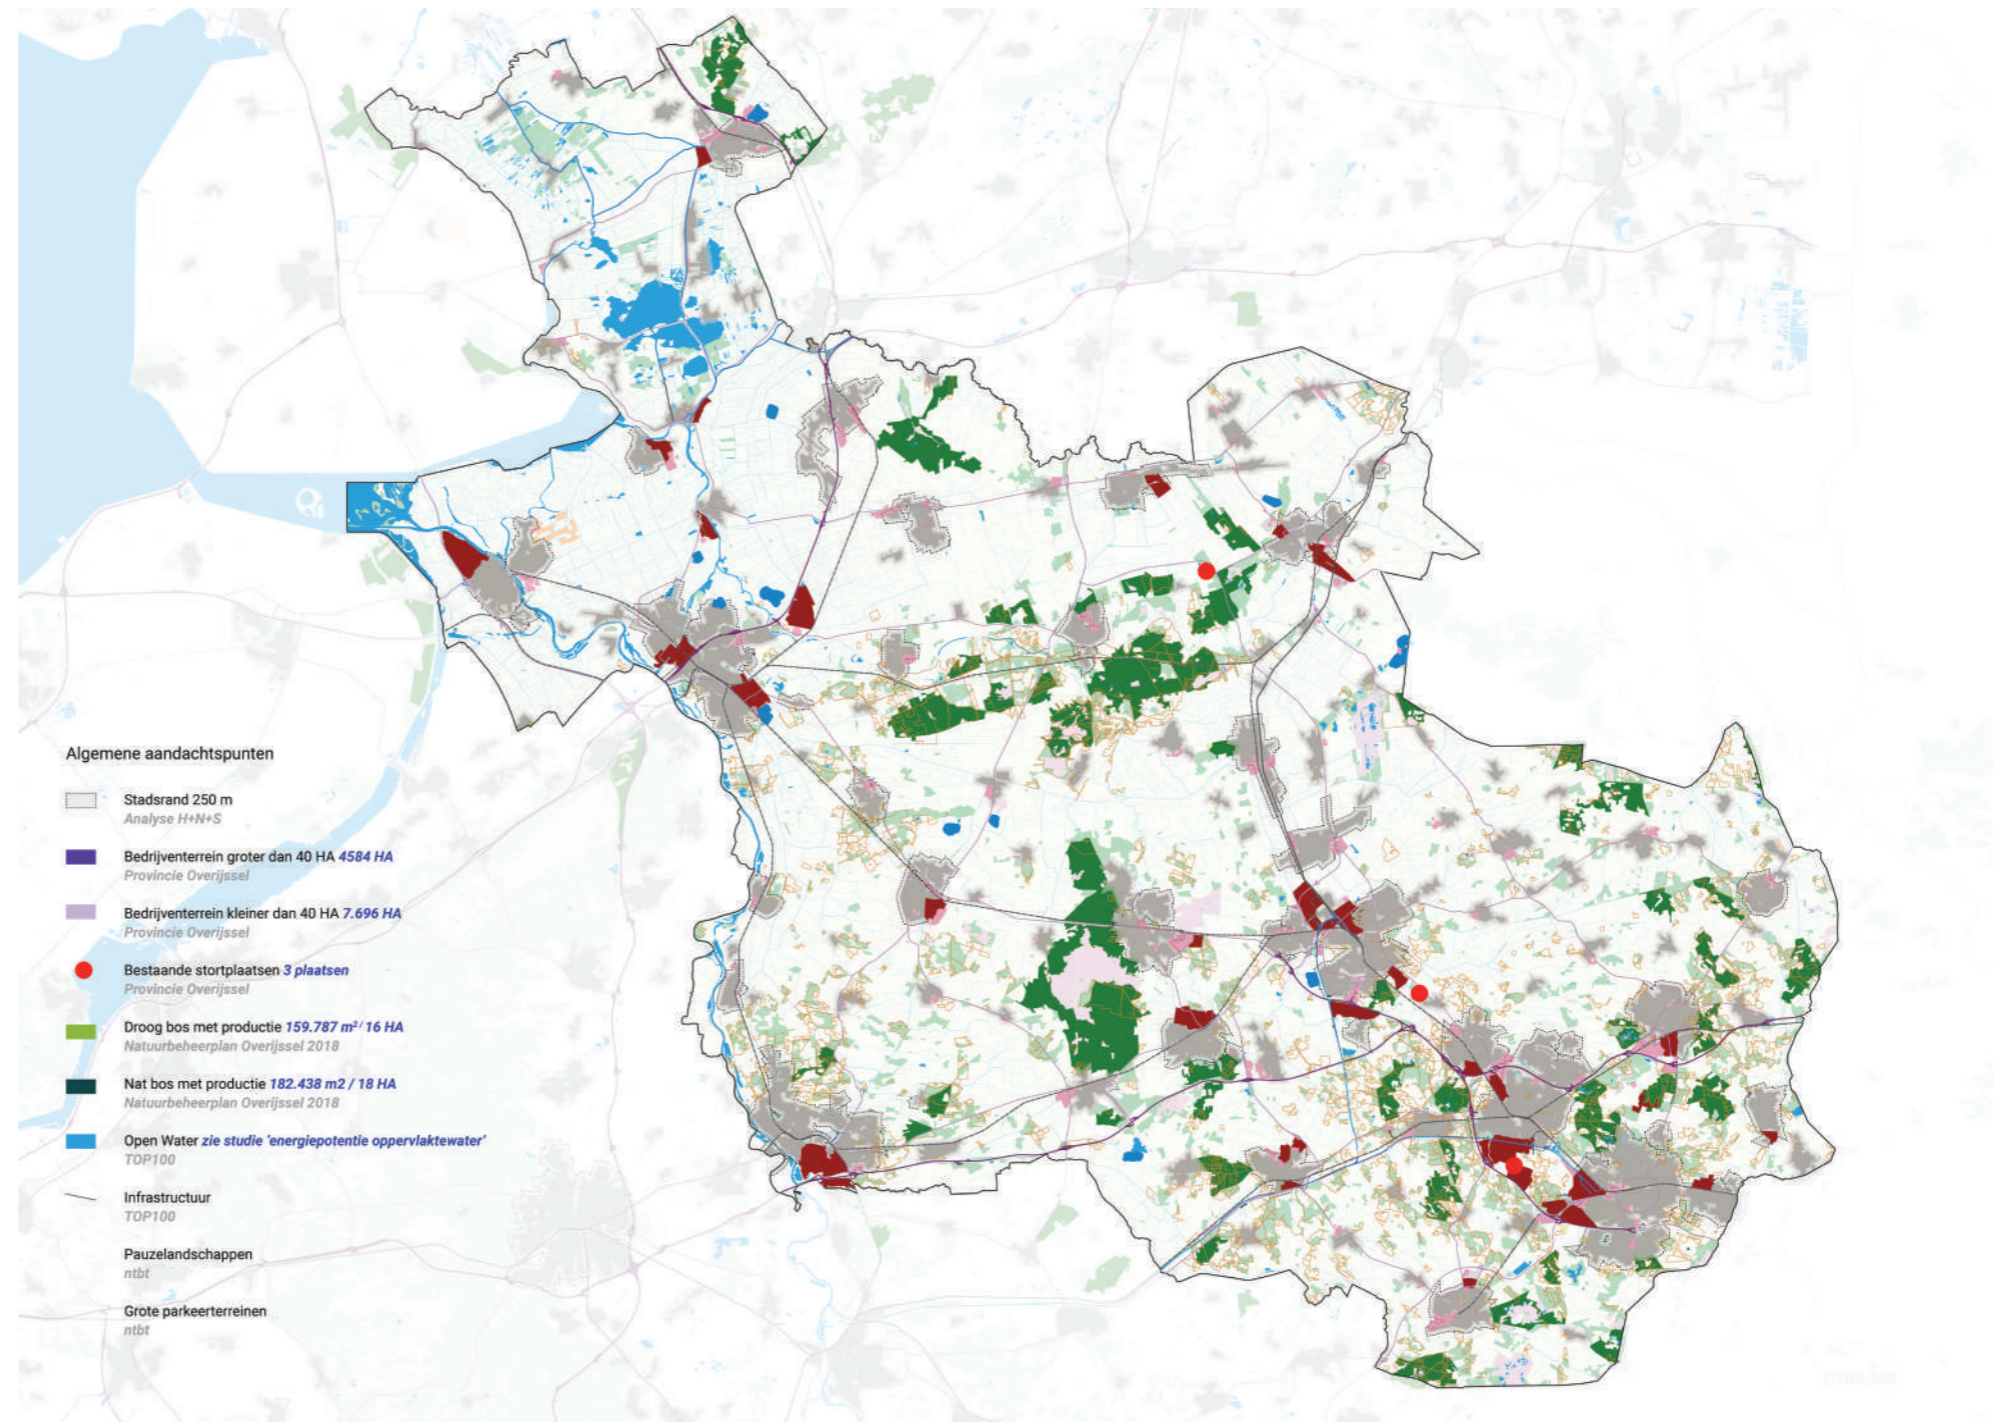 Algemene aandachtspunten
Stadsrand 250 m
Analyse H+N+S
Bedrijventerrein groter dan 40 HA 4584 HA
Provincie Overijssel
Bedrijventerrein kleiner dan 40 HA 7.696 HA
Provincie Overijssel
Bestaande stortplaatsen 3 plaatsen
Provincie Overijssel
Droog bos met productie 159.787 m²/ 16 HA
Natuurbeheerplan Overijssel 2018
Nat bos met productie 182.438 m2 / 18 HA
Natuurbeheerplan Overijssel 2018
Open Water zie studie 'energiepotentie oppervlaktewater'
TOP100
Infrastructuur
TOP100
Pauzelandschappen
ntbt
Grote parkeerterreinen
ntbt